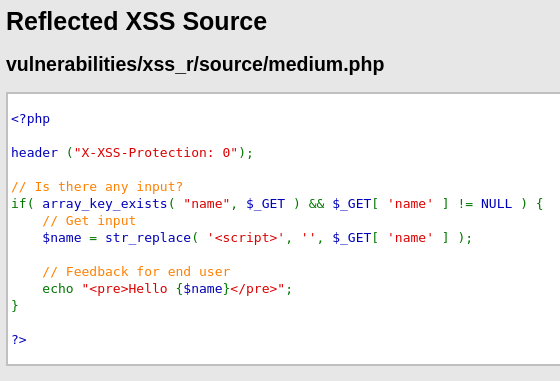 Reflected XSS Source
vulnerabilities/xss_r/source/medium.php
<?php
header ("X-XSS-Protection: 0");
// Is there any input?
if( array_key_exists( "name", $_GET ) && $_GET[ 'name' ] != NULL ) {
    // Get input
    $name = str_replace( '<script>', '', $_GET[ 'name' ] );
    // Feedback for end user
    echo "<pre>Hello {$name}</pre>";
}
?>